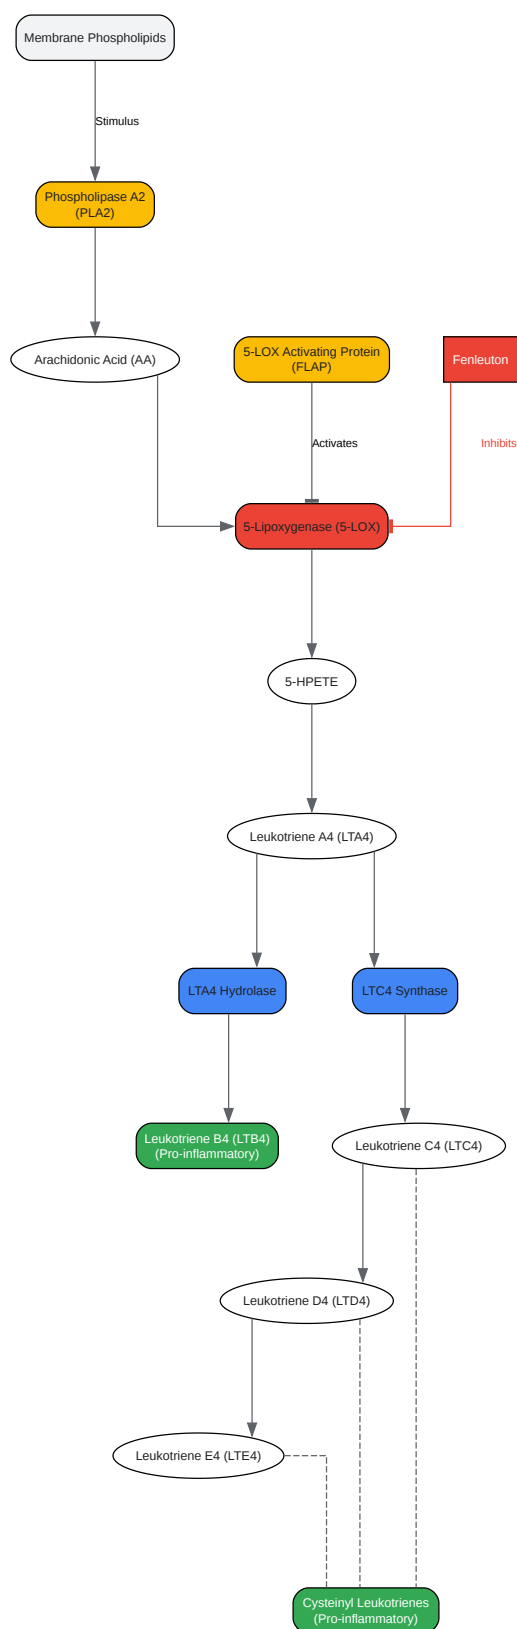 Membrane Phospholipids
Stimulus
Phospholipase A2
(PLA2)
Arachidonic Acid (AA)
5-LOX Activating Protein
(FLAP)
Fenleuton
Activates
Inhibits
5-Lipoxygenase (5-LOX)
5-HPETE
Leukotriene A4 (LTA4)
LTA4 Hydrolase
LTC4 Synthase
Leukotriene B4 (LTB4)
(Pro-inflammatory)
Leukotriene C4 (LTC4)
Leukotriene D4 (LTD4)
Leukotriene E4 (LTE4)
Cysteinyl Leukotrienes
(Pro-inflammatory)